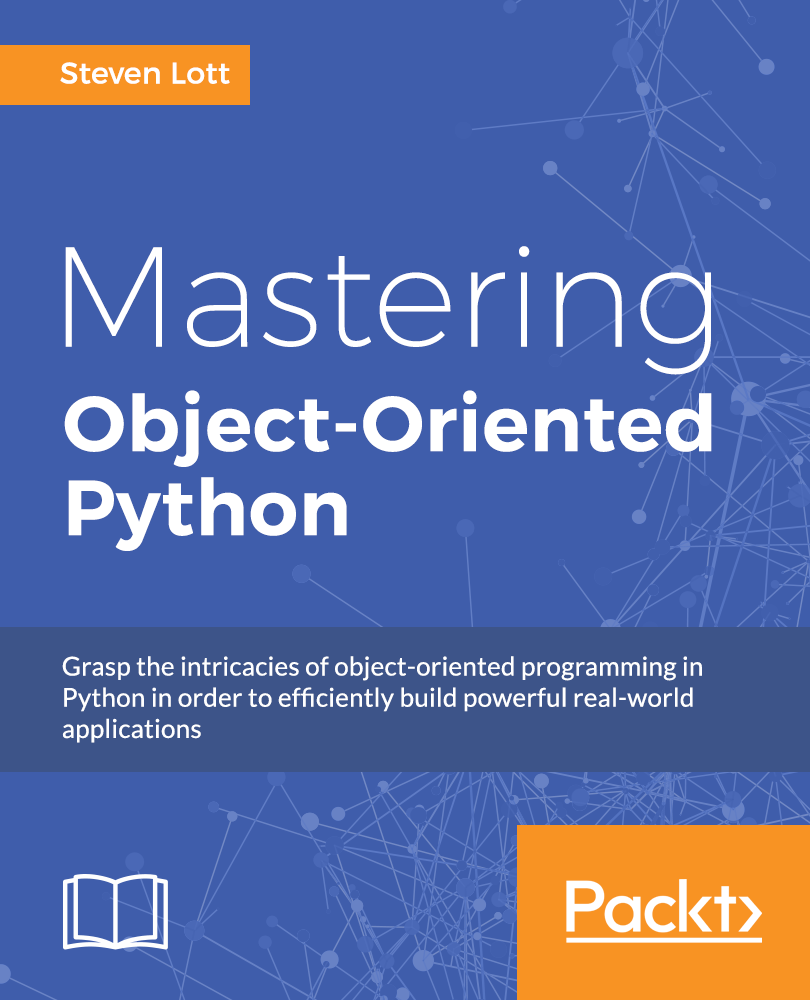 Steven Lott
Mastering
Object-Oriented
Python
Grasp the intricacies of object-oriented programming in
Python in order to efficiently build powerful real-world
applications
Packt